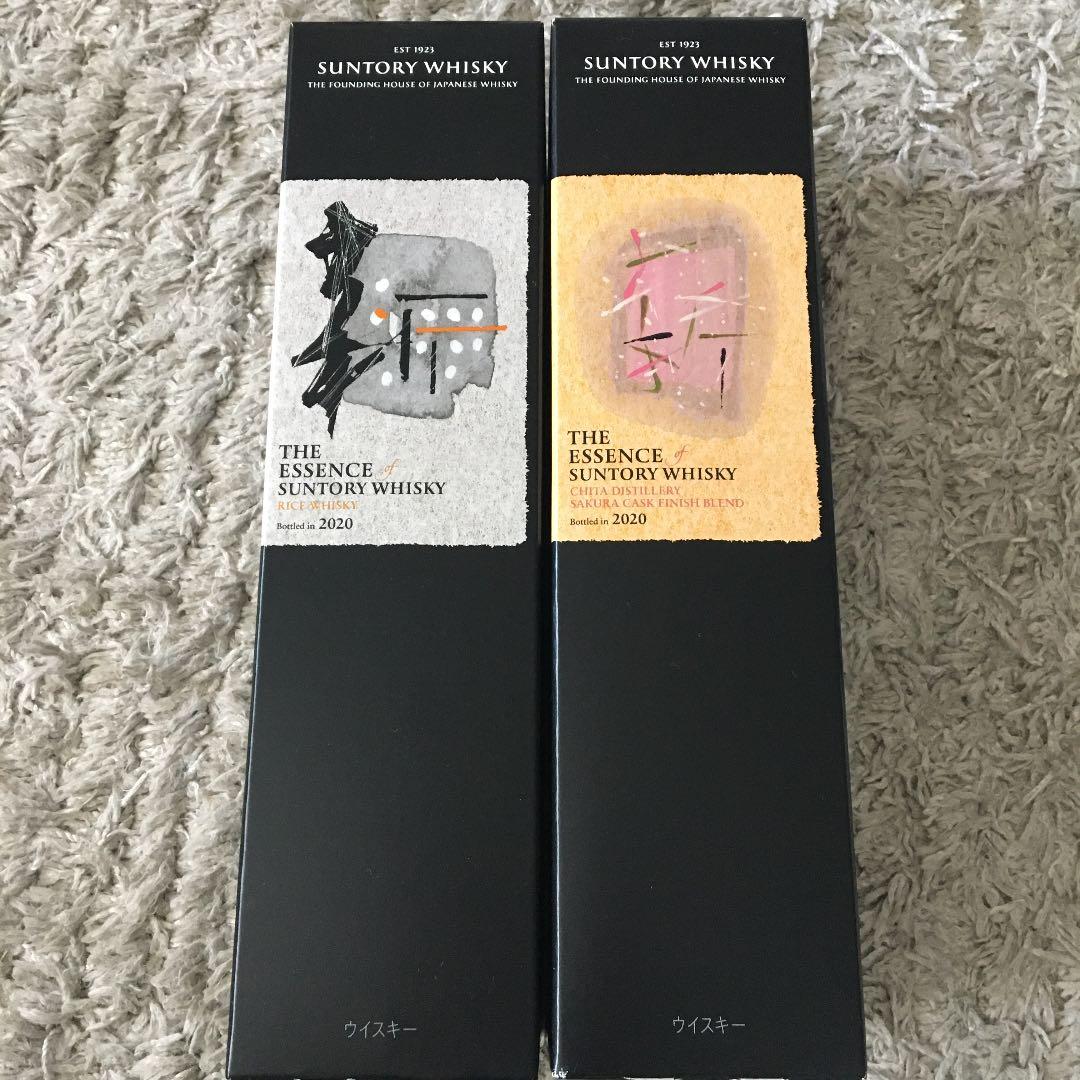 EST 1923
SUNTORY WHISKY
THE FOUNDING HOUSE OF JAPANESE WHISKY
THE
ESSENCE of
SUNTORY WHISKY
RICE WHISKY
Bottled in 2020
ウイスキー
EST 1923
SUNTORY WHISKY
THE FOUNDING HOUSE OF JAPANESE WHISKY
THE
ESSENCE of
SUNTORY WHISKY
CHITA DISTILLERY
SAKURA CASK FINISH BLEND
Bottled in 2020
ウイスキー